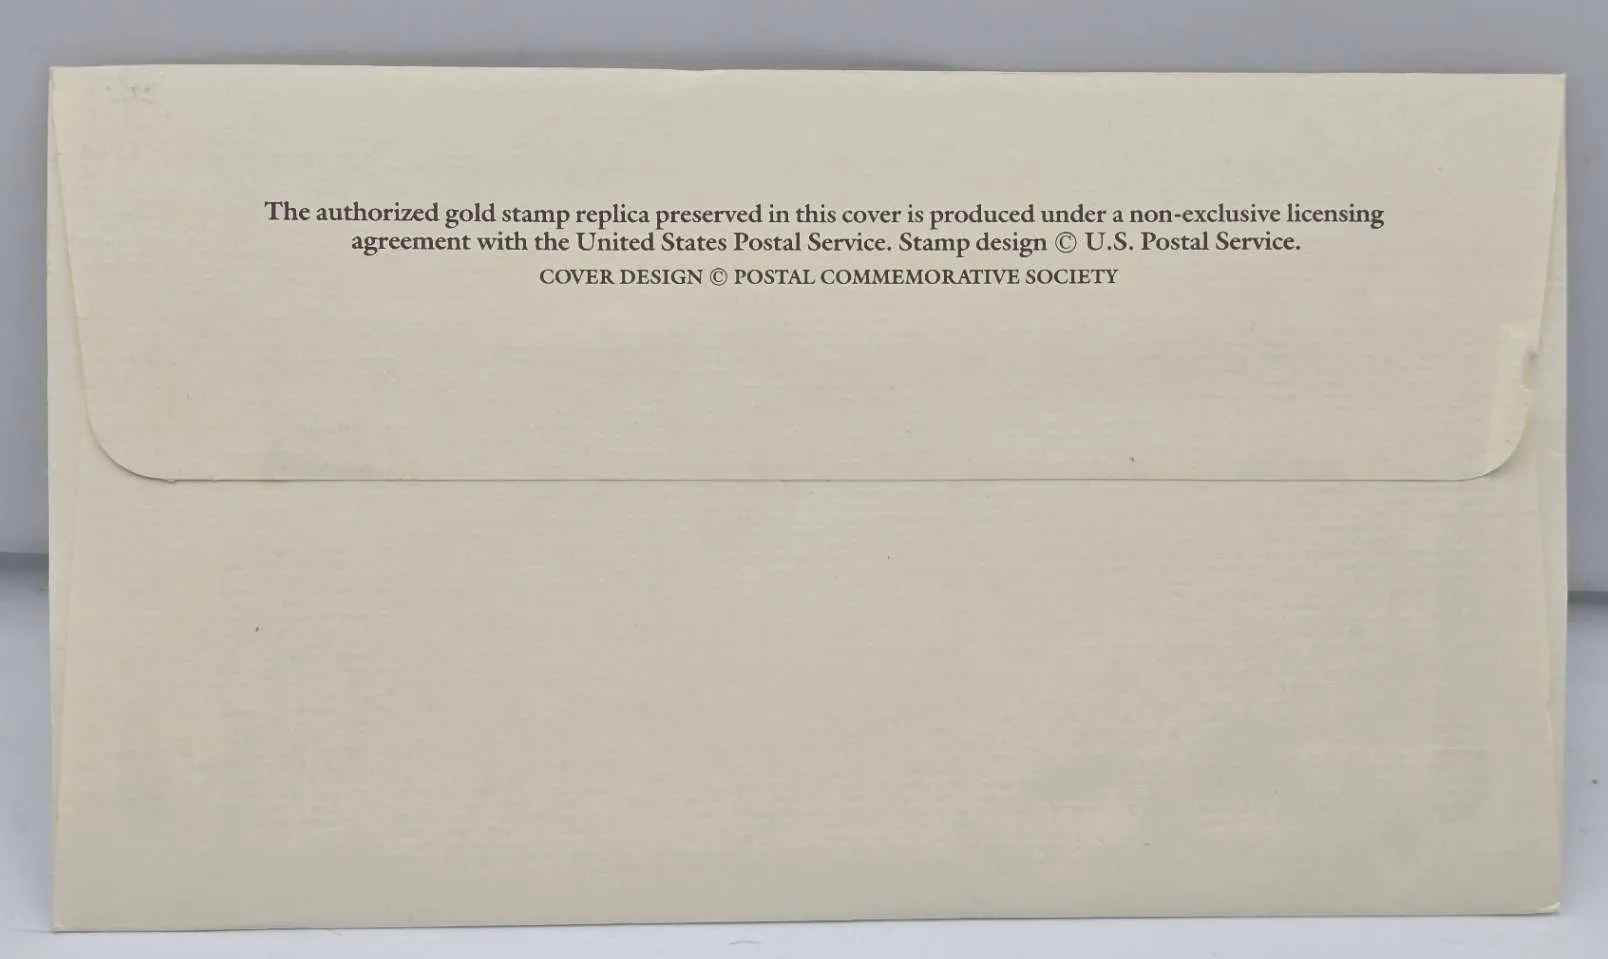 The authorized gold stamp replica preserved in this cover is produced under a non-exclusive licensing
agreement with the United States Postal Service. Stamp design © U.S. Postal Service.
COVER DESIGN © POSTAL COMMEMORATIVE SOCIETY